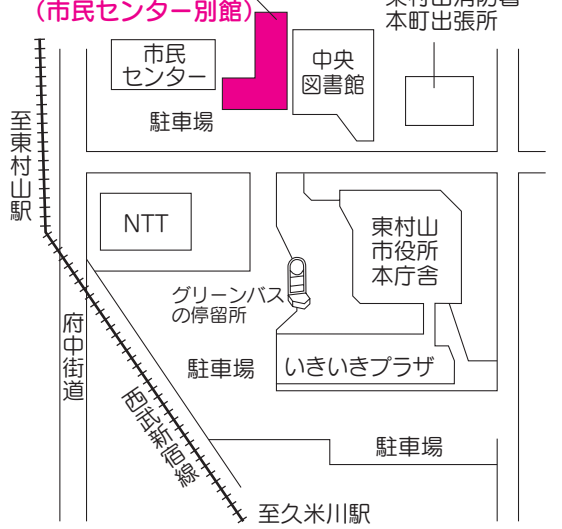 (市民センター別館)
本町出張所
市民
センター
中央
図書館
駐車場
至東村山駅
NTT
東村山
市役所
本庁舎
グリーンバス
の停留所
府中街道
駐車場
いきいきプラザ
西武新宿線
駐車場
至久米川駅